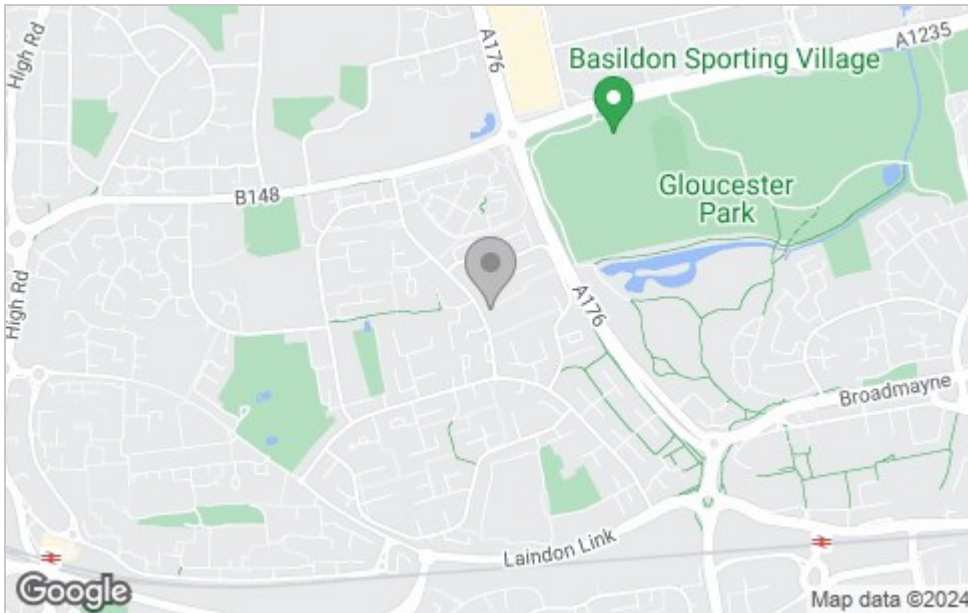 High Rd
A176
A1235
Basildon Sporting Village
B148
Gloucester
Park
High Rd
A176
Broadmayne
Laindon Link
Google
Map data ©2024